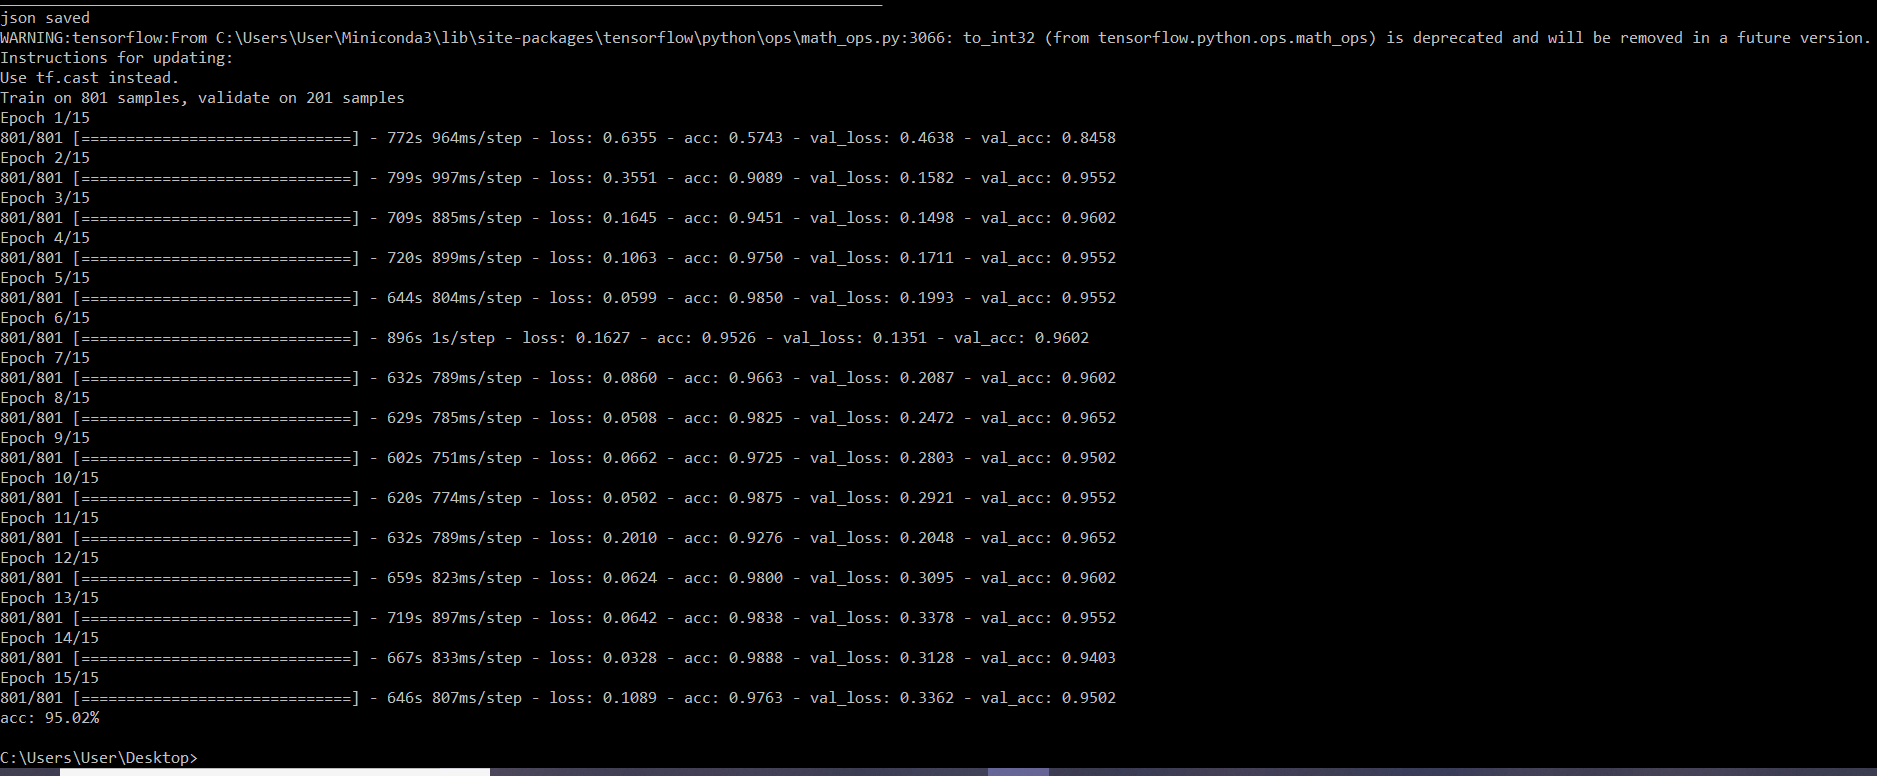 json saved
WARNING:tensorflow:From C:\Users\User\Miniconda3\lib\site-packages\tensorflow\python\ops\math_ops.py:3066: to_int32 (from tensorflow.python.ops.math_ops) is deprecated and will be removed in a future version.
Instructions for updating:
Use tf.cast instead.
Train on 801 samples, validate on 201 samples
Epoch 1/15
801/801 [==============================] - 772s 964ms/step - loss: 0.6355 - acc: 0.5743 - val_loss: 0.4638 - val_acc: 0.8458
Epoch 2/15
801/801 [==============================] - 799s 997ms/step - loss: 0.3551 - acc: 0.9089 - val_loss: 0.1582 - val_acc: 0.9552
Epoch 3/15
801/801 [==============================] - 709s 885ms/step - loss: 0.1645 - acc: 0.9451 - val_loss: 0.1498 - val_acc: 0.9602
Epoch 4/15
801/801 [==============================] - 720s 899ms/step - loss: 0.1063 - acc: 0.9750 - val_loss: 0.1711 - val_acc: 0.9552
Epoch 5/15
801/801 [==============================] - 644s 804ms/step - loss: 0.0599 - acc: 0.9850 - val_loss: 0.1993 - val_acc: 0.9552
Epoch 6/15
801/801 [==============================] - 896s 1s/step - loss: 0.1627 - acc: 0.9526 - val_loss: 0.1351 - val_acc: 0.9602
Epoch 7/15
801/801 [==============================] - 632s 789ms/step - loss: 0.0860 - acc: 0.9663 - val_loss: 0.2087 - val_acc: 0.9602
Epoch 8/15
801/801 [==============================] - 629s 785ms/step - loss: 0.0508 - acc: 0.9825 - val_loss: 0.2472 - val_acc: 0.9652
Epoch 9/15
801/801 [==============================] - 602s 751ms/step - loss: 0.0662 - acc: 0.9725 - val_loss: 0.2803 - val_acc: 0.9502
Epoch 10/15
801/801 [==============================] - 620s 774ms/step - loss: 0.0502 - acc: 0.9875 - val_loss: 0.2921 - val_acc: 0.9552
Epoch 11/15
801/801 [==============================] - 632s 789ms/step - loss: 0.2010 - acc: 0.9276 - val_loss: 0.2048 - val_acc: 0.9652
Epoch 12/15
801/801 [==============================] - 659s 823ms/step - loss: 0.0624 - acc: 0.9800 - val_loss: 0.3095 - val_acc: 0.9602
Epoch 13/15
801/801 [==============================] - 719s 897ms/step - loss: 0.0642 - acc: 0.9838 - val_loss: 0.3378 - val_acc: 0.9552
Epoch 14/15
801/801 [==============================] - 667s 833ms/step - loss: 0.0328 - acc: 0.9888 - val_loss: 0.3128 - val_acc: 0.9403
Epoch 15/15
801/801 [==============================] - 646s 807ms/step - loss: 0.1089 - acc: 0.9763 - val_loss: 0.3362 - val_acc: 0.9502
acc: 95.02%
C:\Users\User\Desktop>